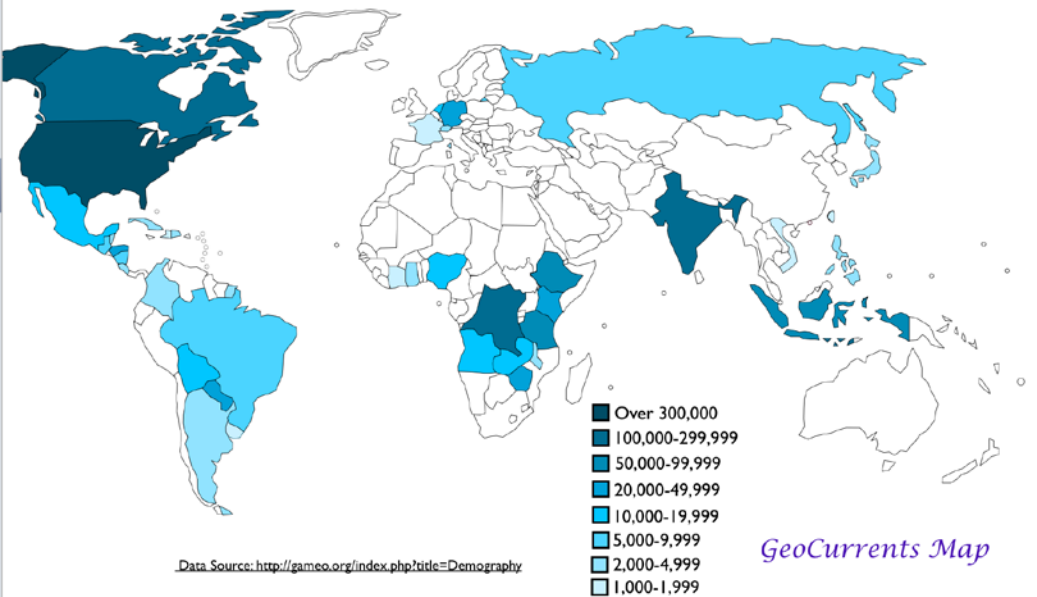 Over 300,000
100,000-299,999
50,000-99,999
20,000-49,999
10,000-19,999
5,000-9,999
2,000-4,999
1,000-1,999
GeoCurrents Map
Data Source: http://gameo.org/index.php?title=Demography